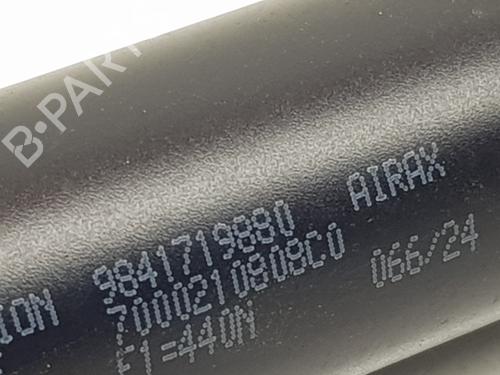 B-PART
ION 9841719880 AIRAX
7000210808C0 066/24
F1=440N